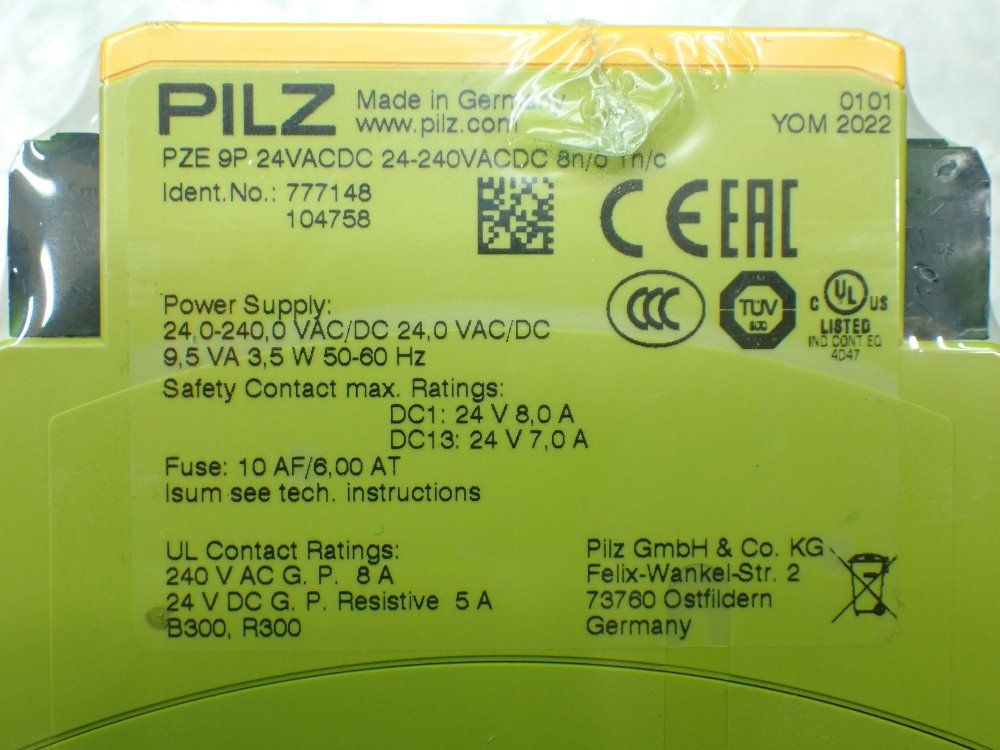 PILZ
Made in Germany
www.pilz.com
0101
YOM 2022
PZE 9P 24VACDC 24-240VACDC 8n/o 1n/c
Ident.No.: 777148
104758
CE EAC
CCC
TÜV
C UL US
LISTED
IND.CONT.EQ.
4D47
Power Supply:
24,0-240,0 VAC/DC 24,0 VAC/DC
9,5 VA 3,5 W 50-60 Hz
Safety Contact max. Ratings:
DC1: 24 V 8,0 A
DC13: 24 V 7,0 A
Fuse: 10 AF/6,00 AT
Isum see tech. instructions
UL Contact Ratings:
240 V AC G. P. 8 A
24 V DC G. P. Resistive 5 A
B300, R300
Pilz GmbH & Co. KG
Felix-Wankel-Str. 2
73760 Ostfildern
Germany